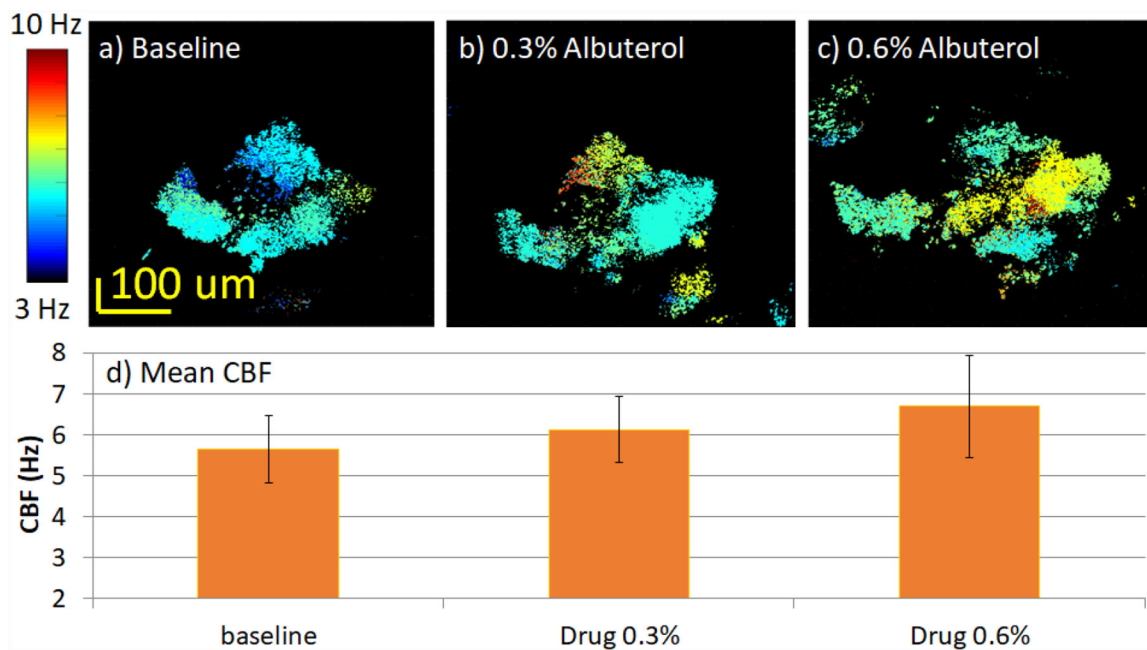 10 Hz
a) Baseline
b) 0.3% Albuterol
c) 0.6% Albuterol
3 Hz
100 um
d) Mean CBF
CBF (Hz)
8
7
6
5
4
3
2
baseline
Drug 0.3%
Drug 0.6%